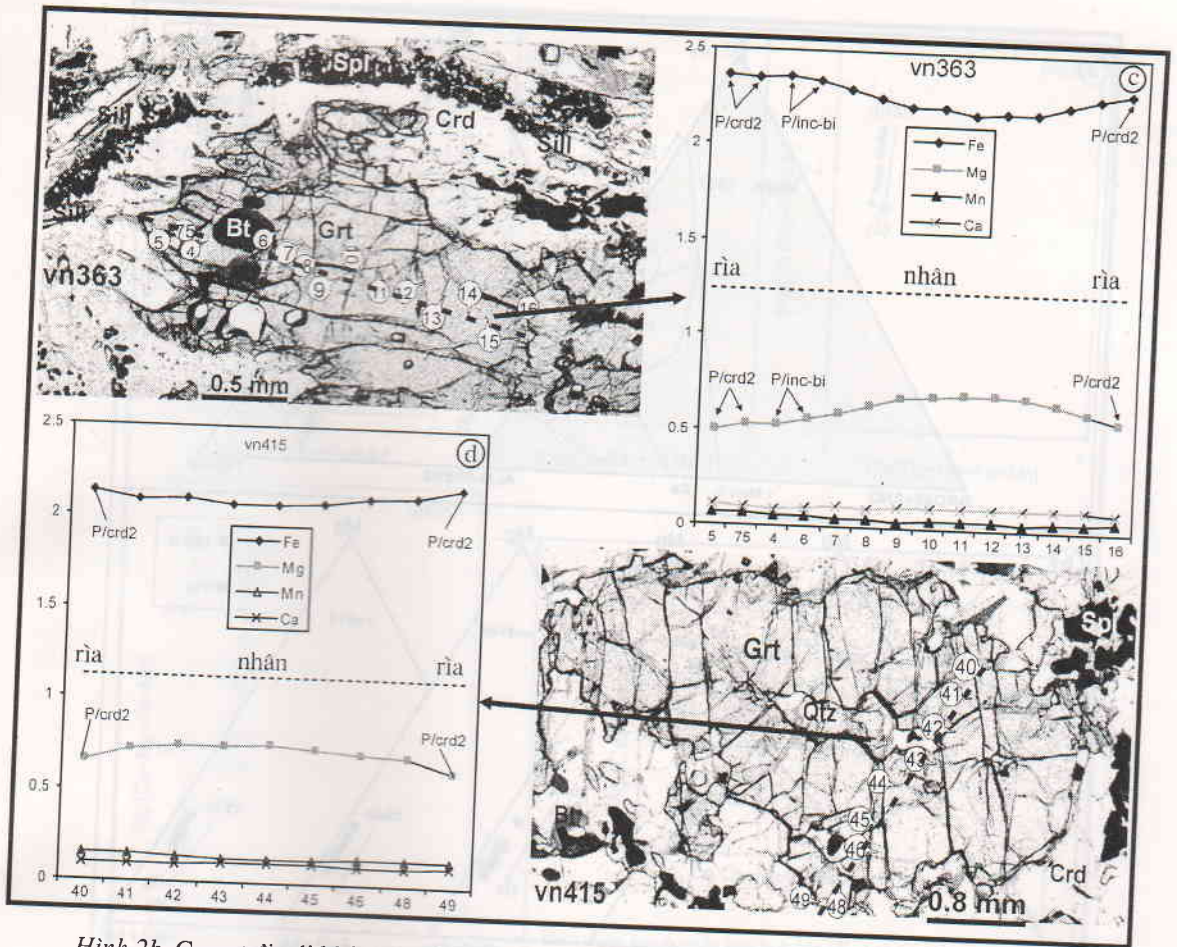 Spl
Sill
Crd
Sill
Sill
Bt
Grt
5
75
4
6
7
8
9
10
11
12
13
14
15
16
vn363
0.5 mm
c
vn363
2.5
2
1.5
1
0.5
0
P/crd2
P/inc-bi
P/crd2
Fe
Mg
Mn
Ca
rìa nhân rìa
P/crd2
P/inc-bi
P/crd2
5 75 4 6 7 8 9 10 11 12 13 14 15 16
d
vn415
2.5
2
1.5
1
0.5
0
P/crd2
P/crd2
Fe
Mg
Mn
Ca
rìa nhân rìa
P/crd2
P/crd2
40 41 42 43 44 45 46 48 49
Grt
Spl
Qtz
40
41
42
43
44
45
46
49
48
Bt
Crd
vn415
0.8 mm
Hình 2b.